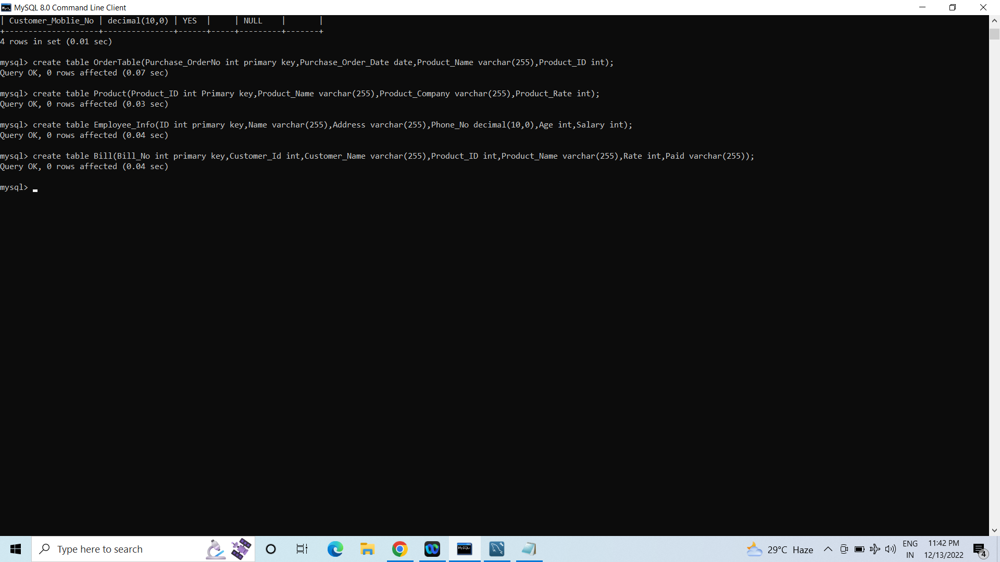 MySQL 8.0 Command Line Client
| Customer_Moblie_No | decimal(10,0) | YES  |     | NULL    |       |
+--------------------+---------------+------+-----+---------+-------+
4 rows in set (0.01 sec)
mysql> create table OrderTable(Purchase_OrderNo int primary key,Purchase_Order_Date date,Product_Name varchar(255),Product_ID int);
Query OK, 0 rows affected (0.07 sec)
mysql> create table Product(Product_ID int Primary key,Product_Name varchar(255),Product_Company varchar(255),Product_Rate int);
Query OK, 0 rows affected (0.03 sec)
mysql> create table Employee_Info(ID int primary key,Name varchar(255),Address varchar(255),Phone_No decimal(10,0),Age int,Salary int);
Query OK, 0 rows affected (0.04 sec)
mysql> create table Bill(Bill_No int primary key,Customer_Id int,Customer_Name varchar(255),Product_ID int,Product_Name varchar(255),Rate int,Paid varchar(255));
Query OK, 0 rows affected (0.04 sec)
mysql>
Type here to search
29°C Haze
ENG
IN
11:42 PM
12/13/2022
4